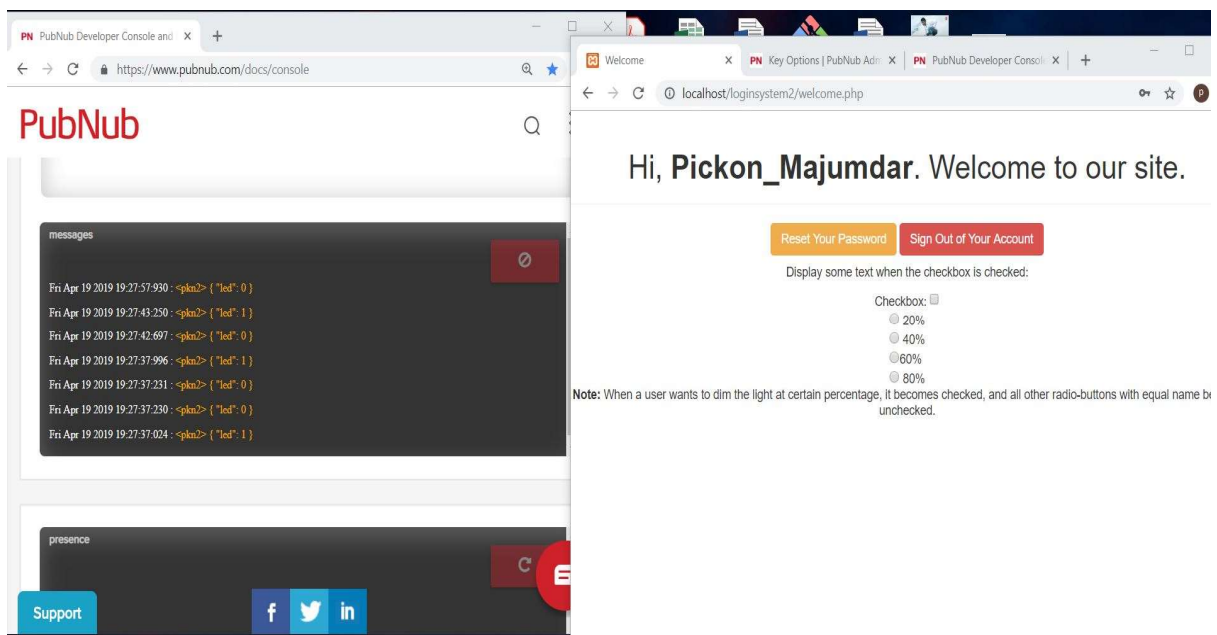 PN PubNub Developer Console and
https://www.pubnub.com/docs/console
PubNub
messages
Fri Apr 19 2019 19:27:57:930 : <pkn2> { "led": 0 }
Fri Apr 19 2019 19:27:43:250 : <pkn2> { "led": 1 }
Fri Apr 19 2019 19:27:42:697 : <pkn2> { "led": 0 }
Fri Apr 19 2019 19:27:37:996 : <pkn2> { "led": 1 }
Fri Apr 19 2019 19:27:37:231 : <pkn2> { "led": 0 }
Fri Apr 19 2019 19:27:37:230 : <pkn2> { "led": 0 }
Fri Apr 19 2019 19:27:37:024 : <pkn2> { "led": 1 }
presence
Support
f in
Welcome PN Key Options | PubNub Adm PN PubNub Developer Consol
localhost/loginsystem2/welcome.php
P
Hi, Pickon_Majumdar. Welcome to our site.
Reset Your Password Sign Out of Your Account
Display some text when the checkbox is checked:
Checkbox:
20%
40%
60%
80%
Note: When a user wants to dim the light at certain percentage, it becomes checked, and all other radio-buttons with equal name be
unchecked.